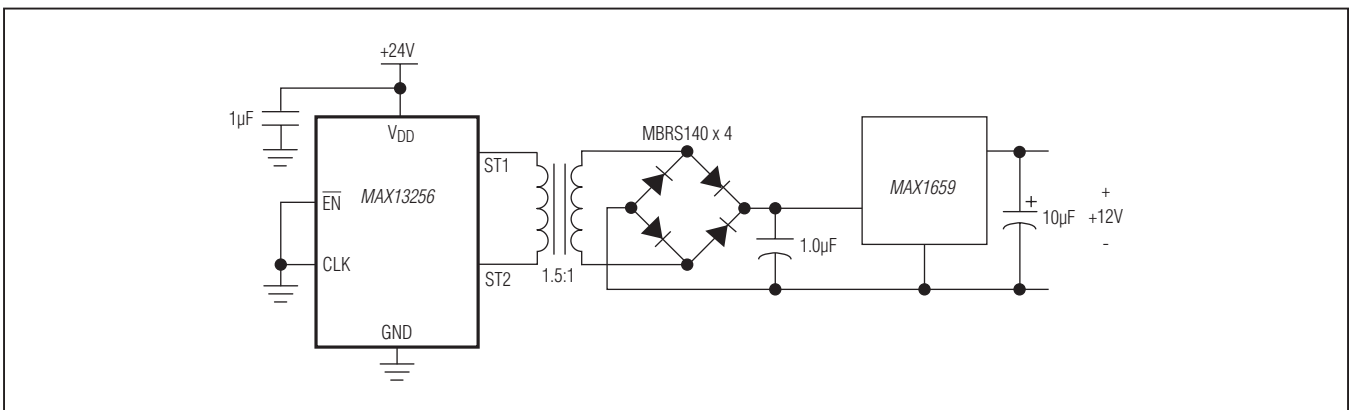 +24V
1µF
VDD
ST1
EN
MAX13256
CLK
ST2
GND
1.5:1
MBRS140 x 4
1.0µF
MAX1659
+
10µF
+
+12V
-